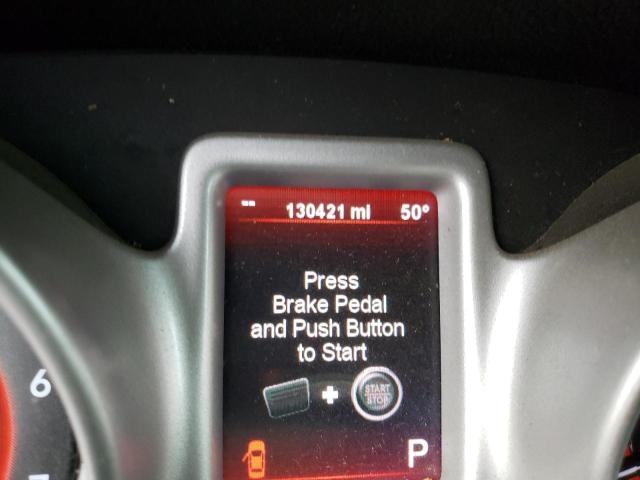 -- 130421 mi 50°
Press
Brake Pedal
and Push Button
to Start
START
STOP
6
P